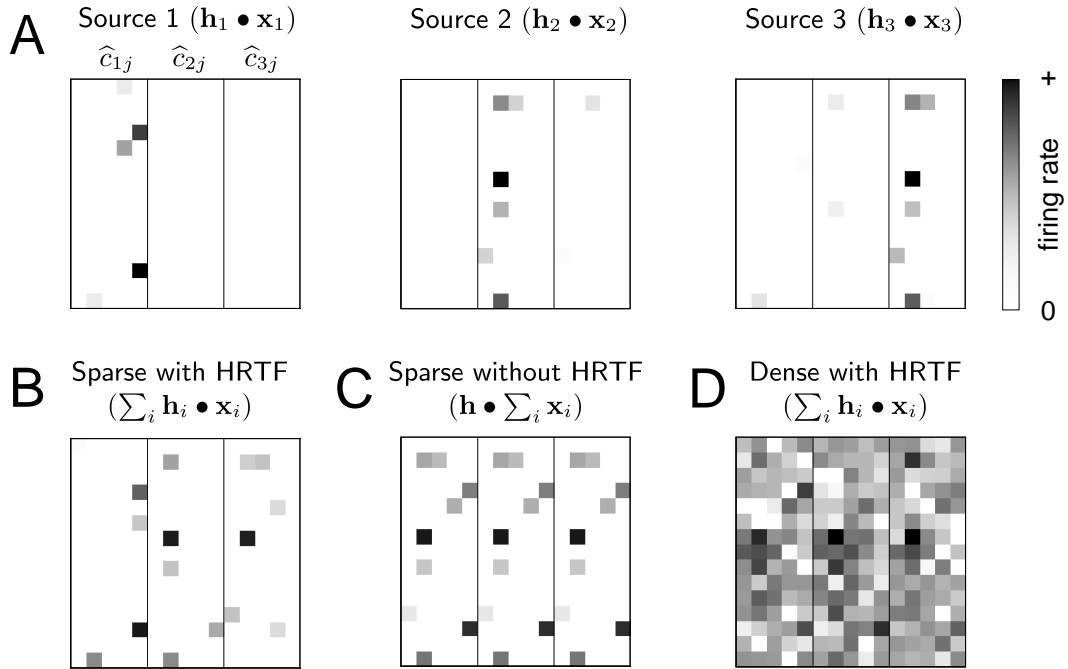 A
Source 1 (h₁ • x₁)
Source 2 (h₂ • x₂)
Source 3 (h₃ • x₃)
ĉ₁ⱼ ĉ₂ⱼ ĉ₃ⱼ
+
firing rate
0
B
Sparse with HRTF
(∑ᵢ hᵢ • xᵢ)
C
Sparse without HRTF
(h • ∑ᵢ xᵢ)
D
Dense with HRTF
(∑ᵢ hᵢ • xᵢ)